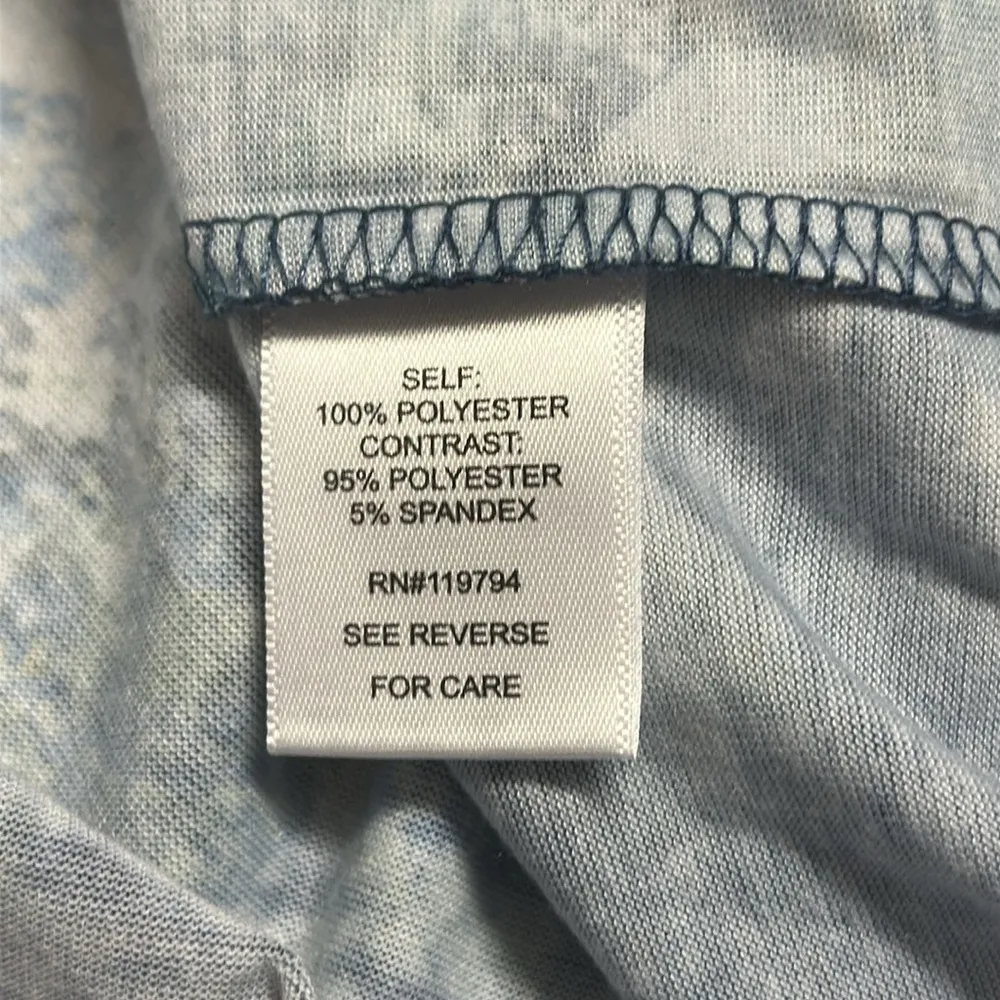 SELF:
100% POLYESTER
CONTRAST:
95% POLYESTER
5% SPANDEX
RN#119794
SEE REVERSE
FOR CARE